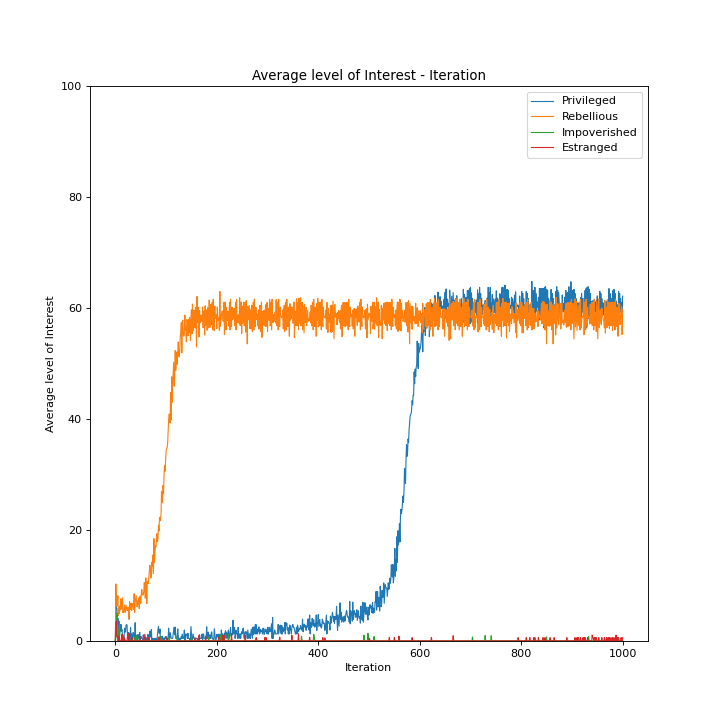 Average level of Interest - Iteration
Privileged
Rebellious
Impoverished
Estranged
100
80
60
40
20
0
Average level of Interest
0 200 400 600 800 1000
Iteration